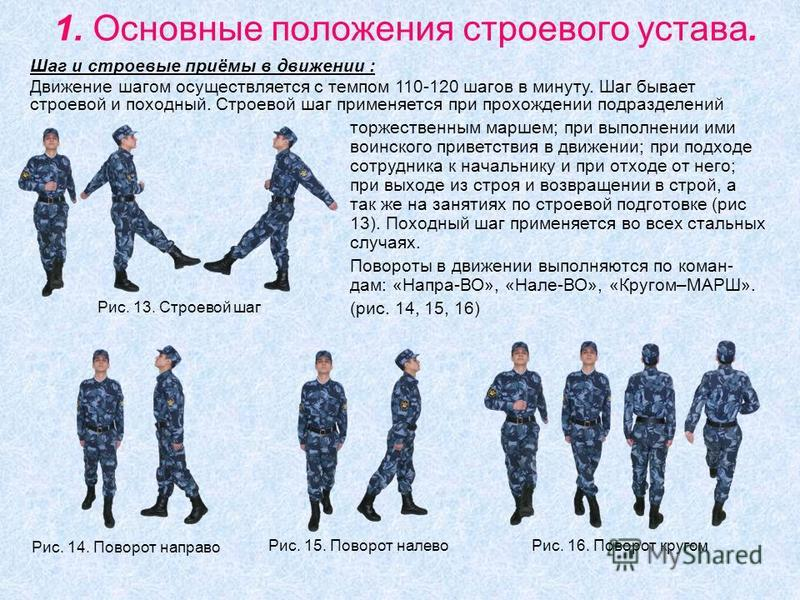 1. Основные положения строевого устава.
Шаг и строевые приёмы в движении :
Движение шагом осуществляется с темпом 110-120 шагов в минуту. Шаг бывает
строевой и походный. Строевой шаг применяется при прохождении подразделений
торжественным маршем; при выполнении ими
воинского приветствия в движении; при подходе
сотрудника к начальнику и при отходе от него;
при выходе из строя и возвращении в строй, а
так же на занятиях по строевой подготовке (рис
13). Походный шаг применяется во всех стальных
случаях.
Повороты в движении выполняются по коман-
дам: «Напра-ВО», «Нале-ВО», «Кругом–МАРШ».
(рис. 14, 15, 16)
Рис. 13. Строевой шаг
Рис. 14. Поворот направо
Рис. 15. Поворот налево
Рис. 16. Поворот кругом
MyShared